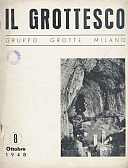 IL GROTTESCO
GRUPPO GROTTE MILANO
8
Ottobre
1948